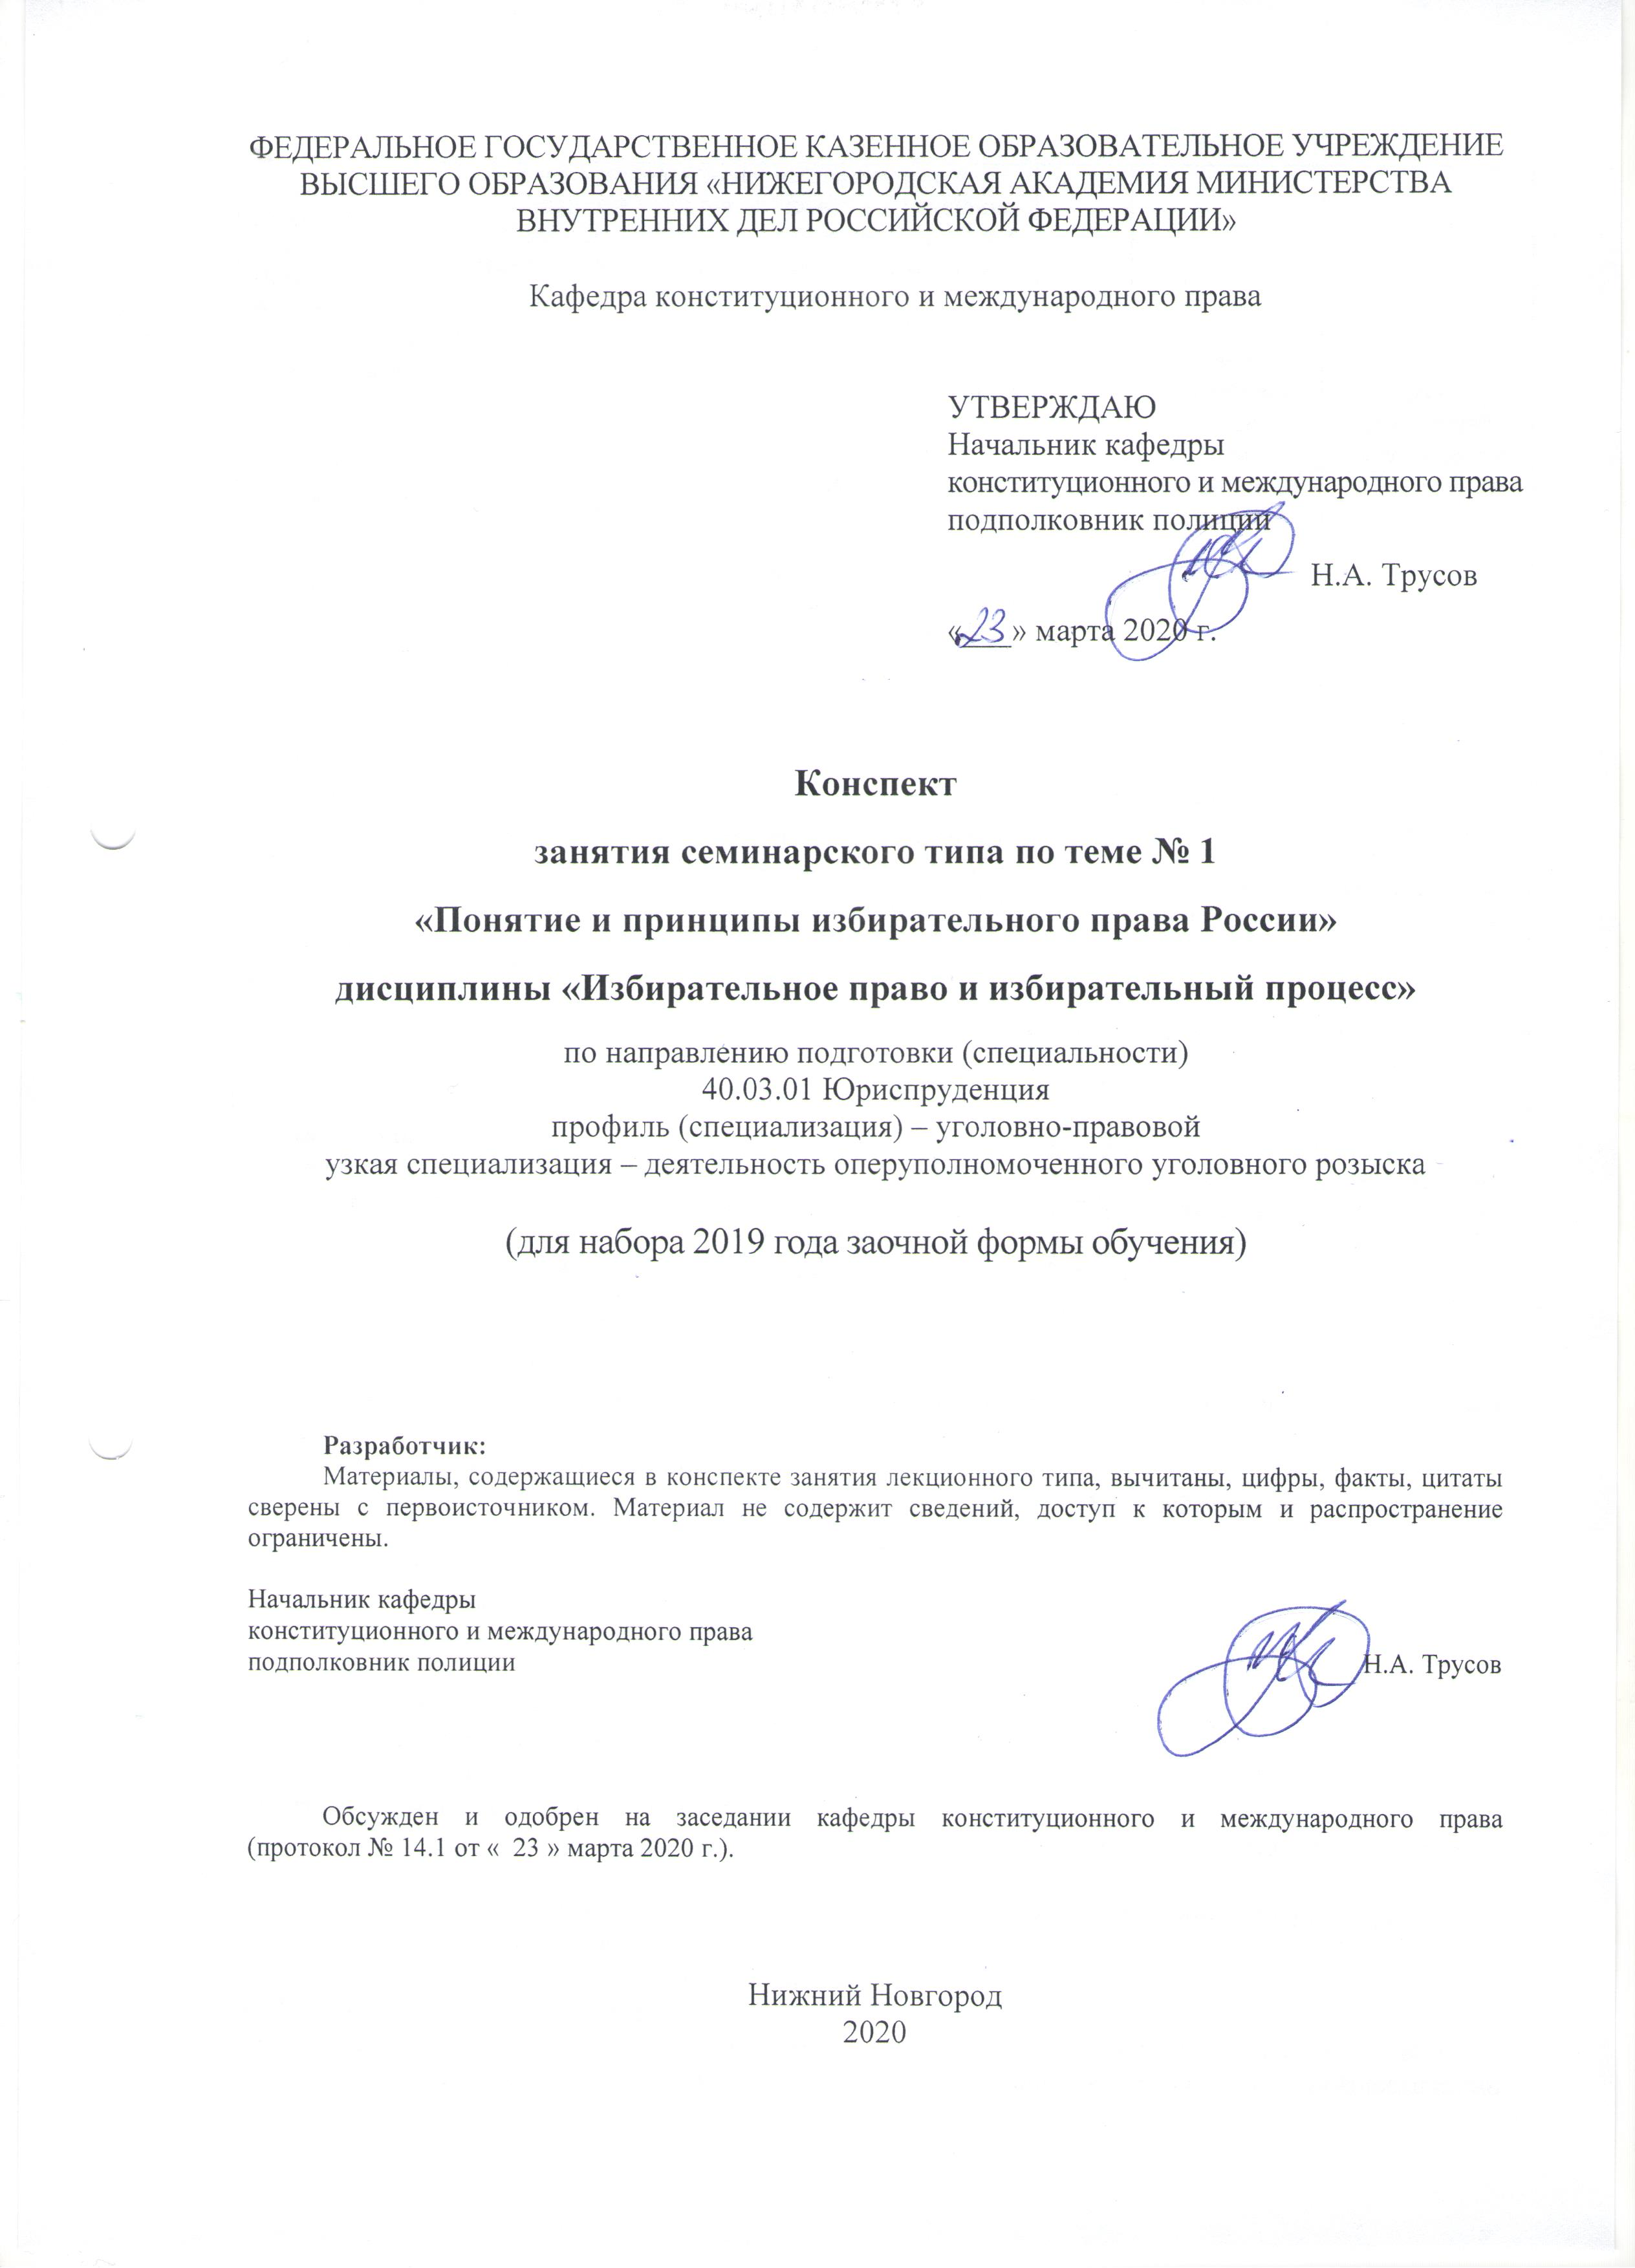 ФЕДЕРАЛЬНОЕ ГОСУДАРСТВЕННОЕ КАЗЕННОЕ ОБРАЗОВАТЕЛЬНОЕ УЧРЕЖДЕНИЕ
ВЫСШЕГО ОБРАЗОВАНИЯ «НИЖЕГОРОДСКАЯ АКАДЕМИЯ МИНИСТЕРСТВА
ВНУТРЕННИХ ДЕЛ РОССИЙСКОЙ ФЕДЕРАЦИИ»
Кафедра конституционного и международного права
УТВЕРЖДАЮ
Начальник кафедры
конституционного и международного права
подполковник полиции
Н.А. Трусов
«23» марта 2020 г.
Конспект
занятия семинарского типа по теме № 1
«Понятие и принципы избирательного права России»
дисциплины «Избирательное право и избирательный процесс»
по направлению подготовки (специальности)
40.03.01 Юриспруденция
профиль (специализация) – уголовно-правовой
узкая специализация – деятельность оперуполномоченного уголовного розыска
(для набора 2019 года заочной формы обучения)
Разработчик:
Материалы, содержащиеся в конспекте занятия лекционного типа, вычитаны, цифры, факты, цитаты
сверены с первоисточником. Материал не содержит сведений, доступ к которым и распространение
ограничены.
Начальник кафедры
конституционного и международного права
подполковник полиции
Н.А. Трусов
Обсужден и одобрен на заседании кафедры конституционного и международного права
(протокол № 14.1 от « 23 » марта 2020 г.).
Нижний Новгород
2020